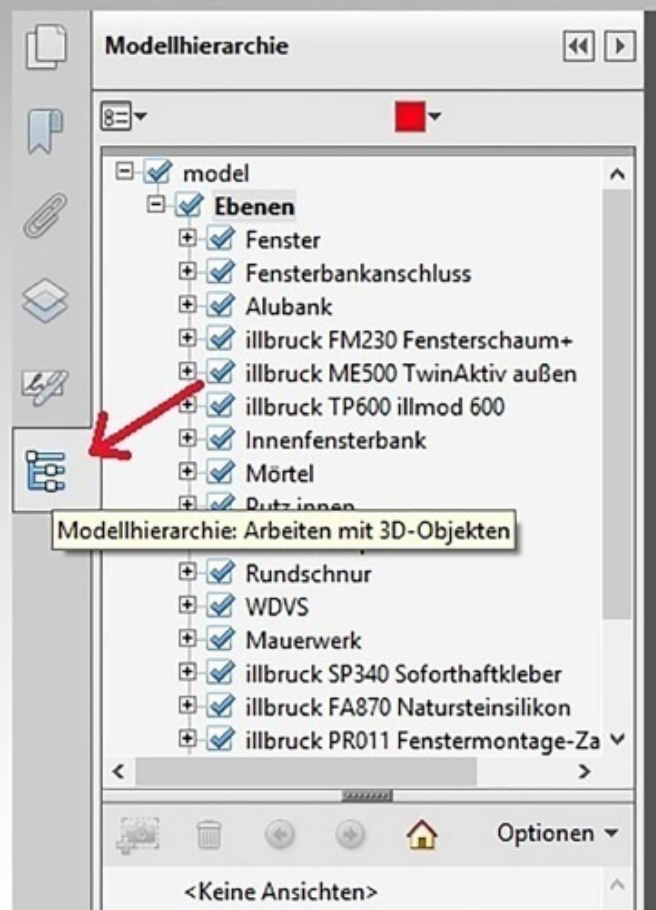 Modellhierarchie
model
Ebenen
Fenster
Fensterbankanschluss
Alubank
illbruck FM230 Fensterschaum+
illbruck ME500 TwinAktiv außen
illbruck TP600 illmod 600
Innenfensterbank
Mörtel
Putz innen
Modellhierarchie: Arbeiten mit 3D-Objekten
Rundschnur
WDVS
Mauerwerk
illbruck SP340 Soforthaftkleber
illbruck FA870 Natursteinsilikon
illbruck PR011 Fenstermontage-Za
Optionen
<Keine Ansichten>